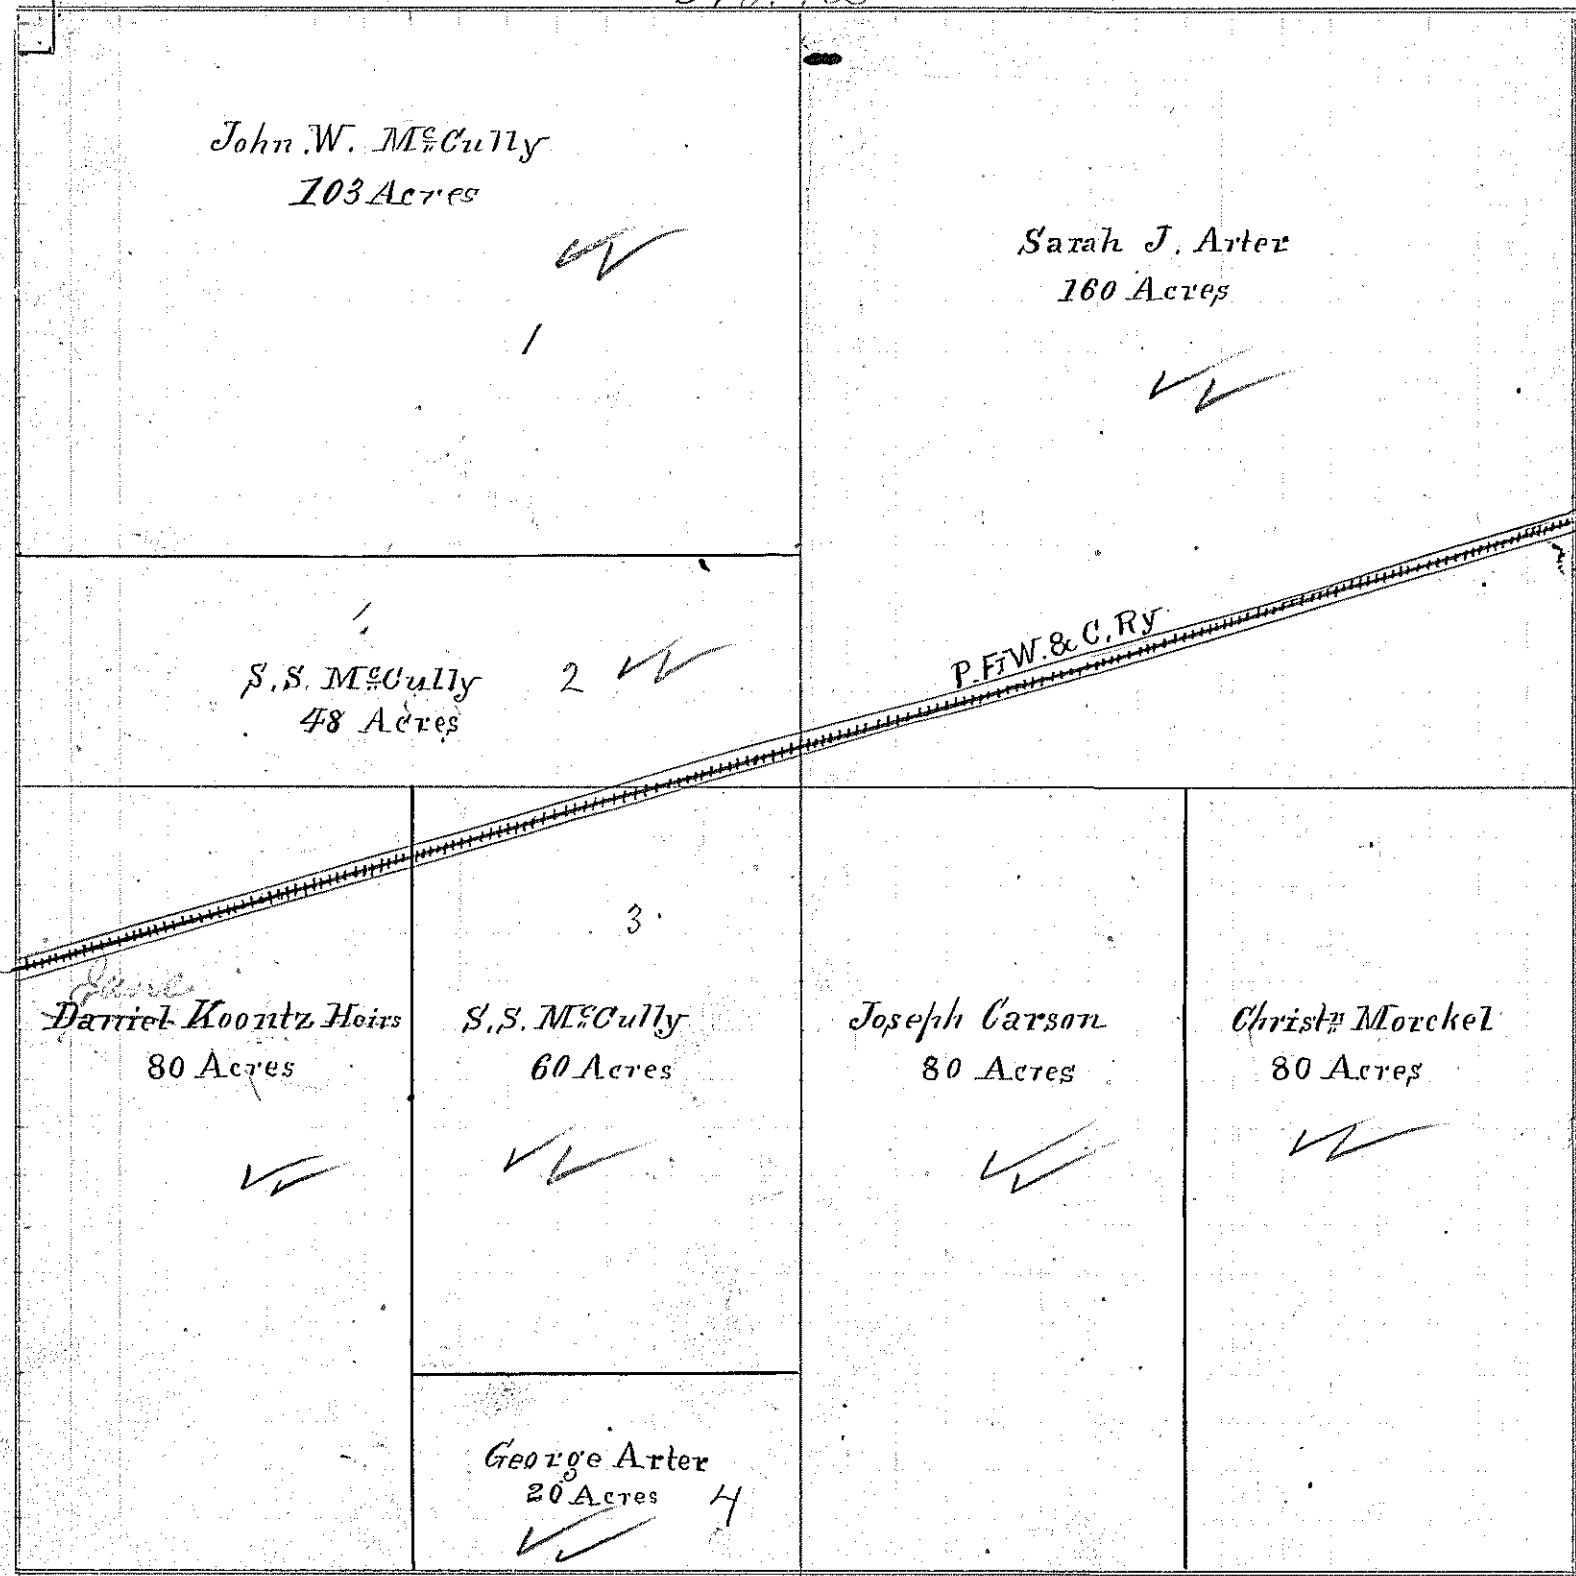 John W. McCully
103 Acres
1
Sarah J. Arter
160 Acres
S.S. McCully 2
48 Acres
P. Ft. W. & C. Ry.
3
Jane
Daniel Koontz Heirs
80 Acres
S.S. McCully
60 Acres
Joseph Carson
80 Acres
Christn Morckel
80 Acres
George Arter
20 Acres 4